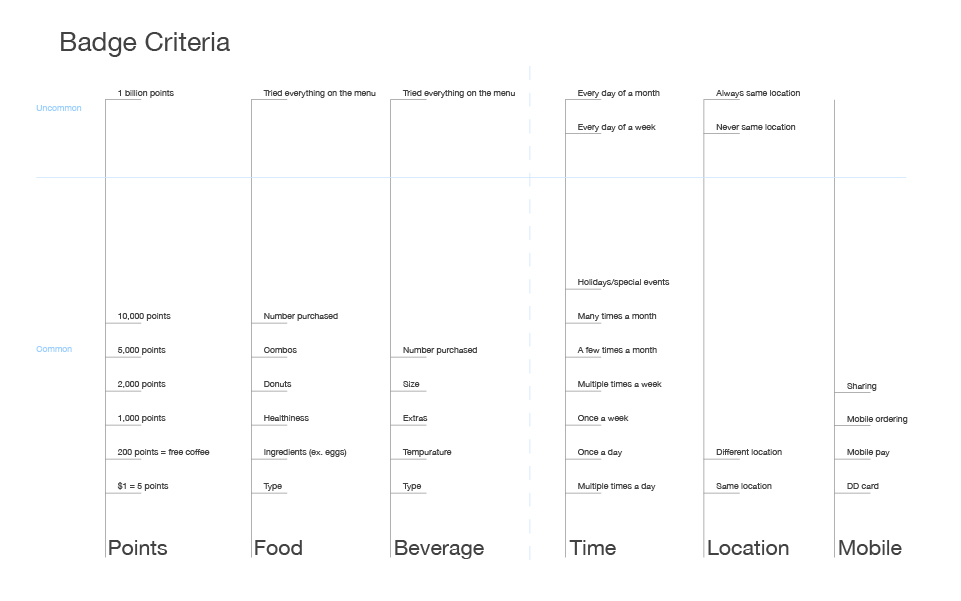 Badge Criteria
Uncommon
Common
1 billion points
10,000 points
5,000 points
2,000 points
1,000 points
200 points = free coffee
$1 = 5 points
Points
Tried everything on the menu
Number purchased
Combos
Donuts
Healthiness
Ingredients (ex. eggs)
Type
Food
Tried everything on the menu
Number purchased
Size
Extras
Tempurature
Type
Beverage
Every day of a month
Every day of a week
Holidays/special events
Many times a month
A few times a month
Multiple times a week
Once a week
Once a day
Multiple times a day
Time
Always same location
Never same location
Different location
Same location
Location
Sharing
Mobile ordering
Mobile pay
DD card
Mobile